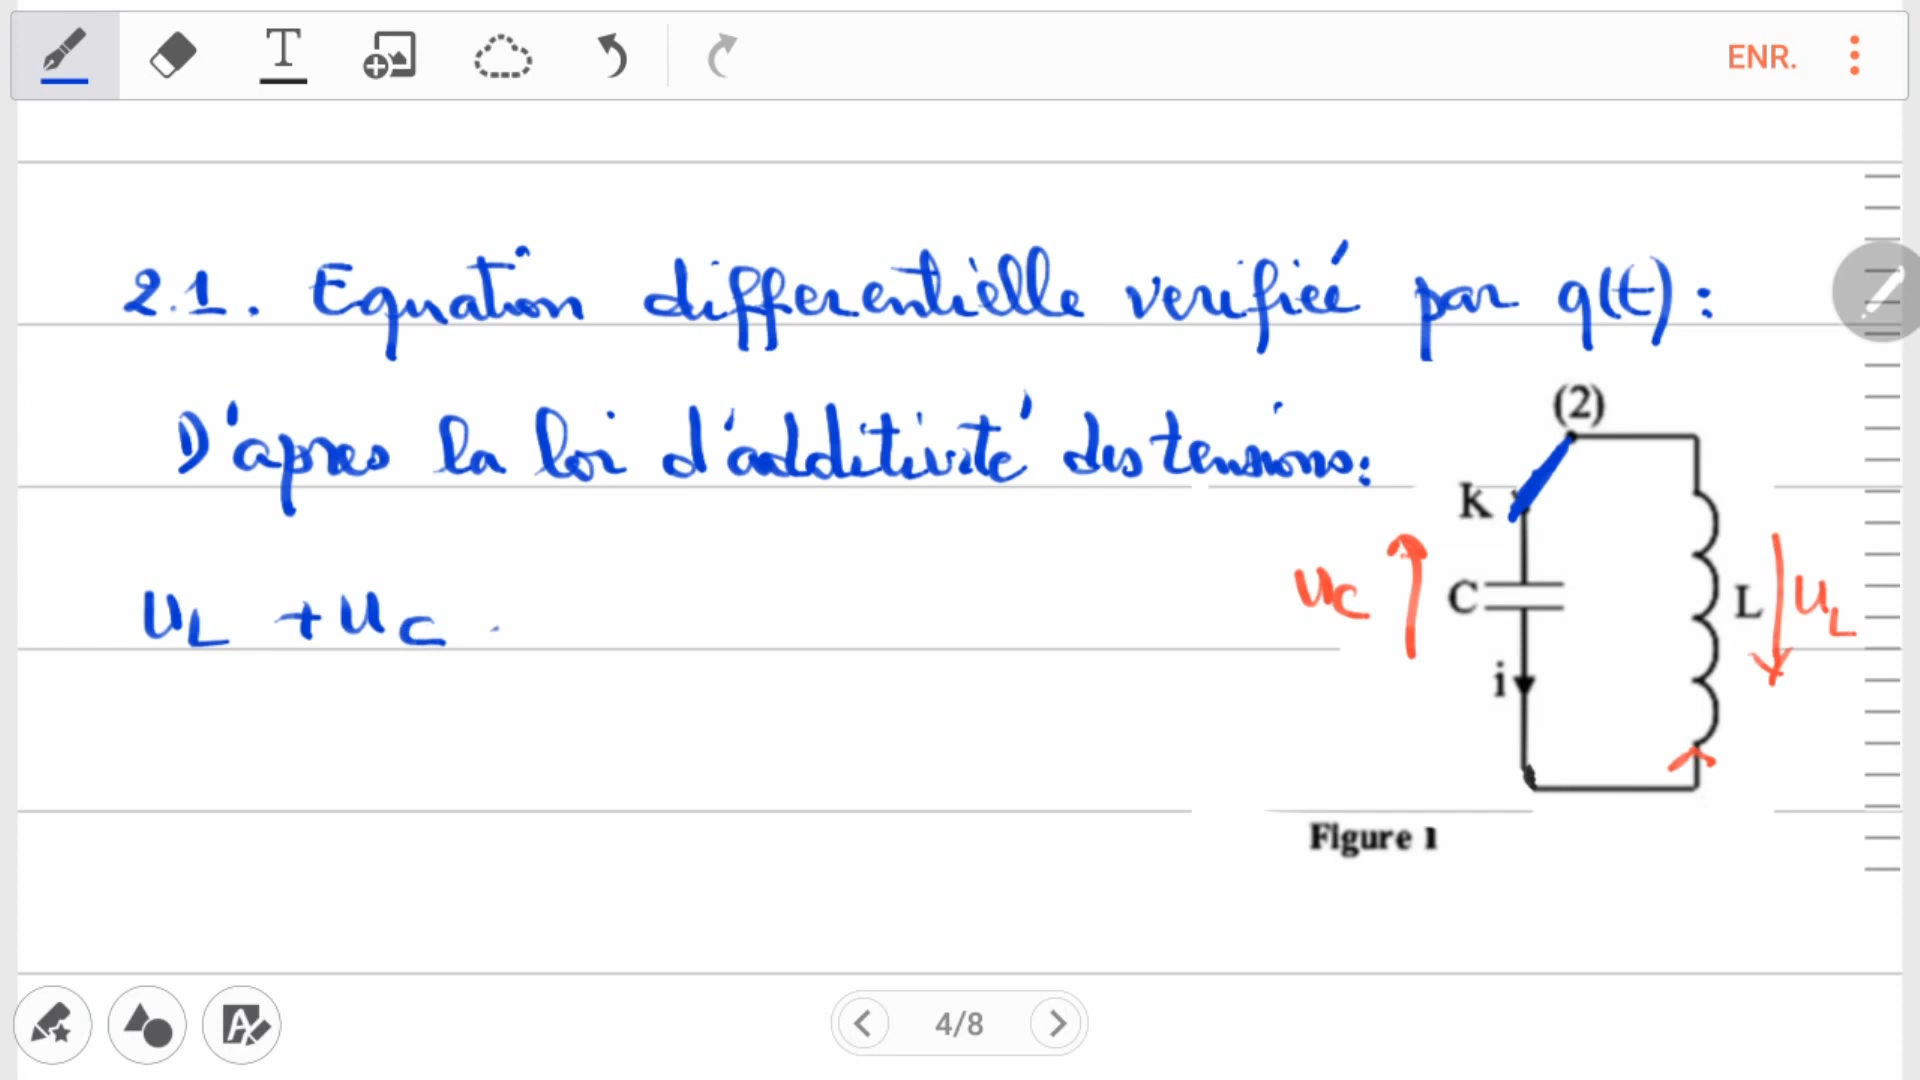 T
ENR.
2.1. Equation differentielle verifiée par q(t) :
D'apres la loi d'additivité des tensions:
(2)
K
uc
C
L
uL
uL + uc
i
Figure 1
4/8